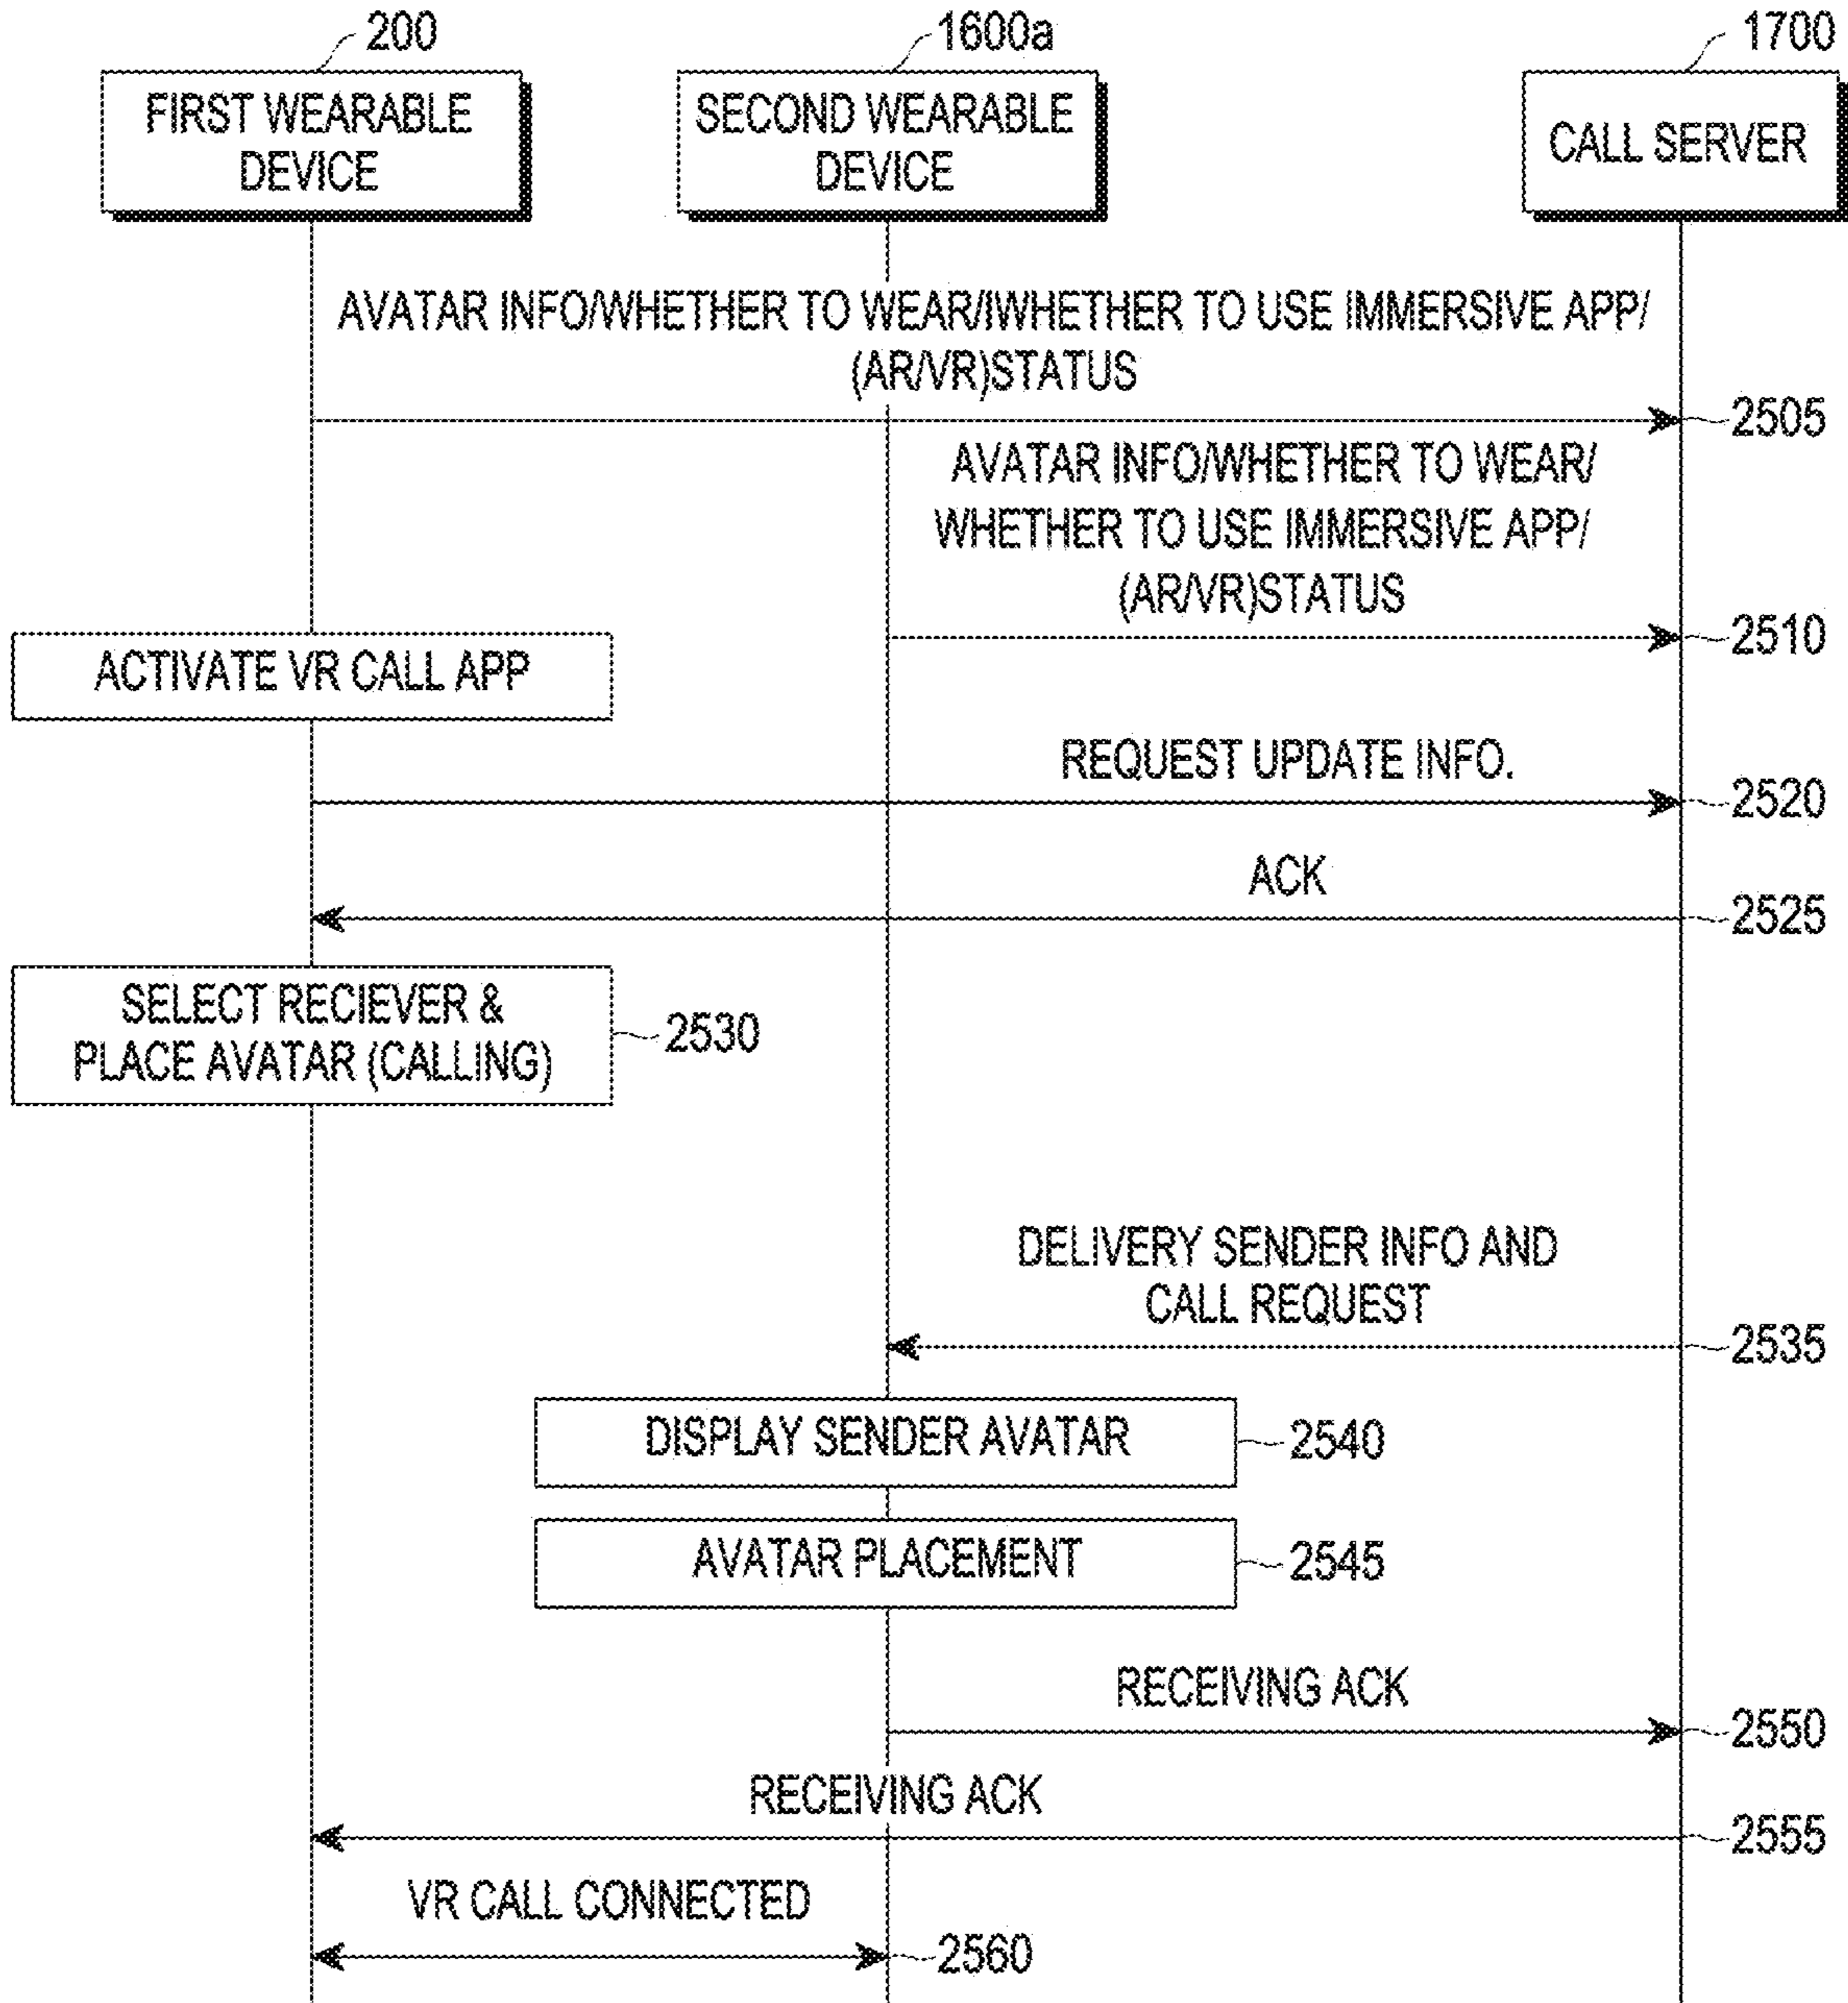 200
1600a
1700
FIRST WEARABLE
DEVICE
SECOND WEARABLE
DEVICE
CALL SERVER
AVATAR INFO/WHETHER TO WEAR/IWHETHER TO USE IMMERSIVE APP/
(AR/VR)STATUS
2505
AVATAR INFO/WHETHER TO WEAR/
WHETHER TO USE IMMERSIVE APP/
(AR/VR)STATUS
2510
ACTIVATE VR CALL APP
REQUEST UPDATE INFO.
2520
ACK
2525
SELECT RECIEVER &
PLACE AVATAR (CALLING)
2530
DELIVERY SENDER INFO AND
CALL REQUEST
2535
DISPLAY SENDER AVATAR
2540
AVATAR PLACEMENT
2545
RECEIVING ACK
2550
RECEIVING ACK
2555
VR CALL CONNECTED
2560